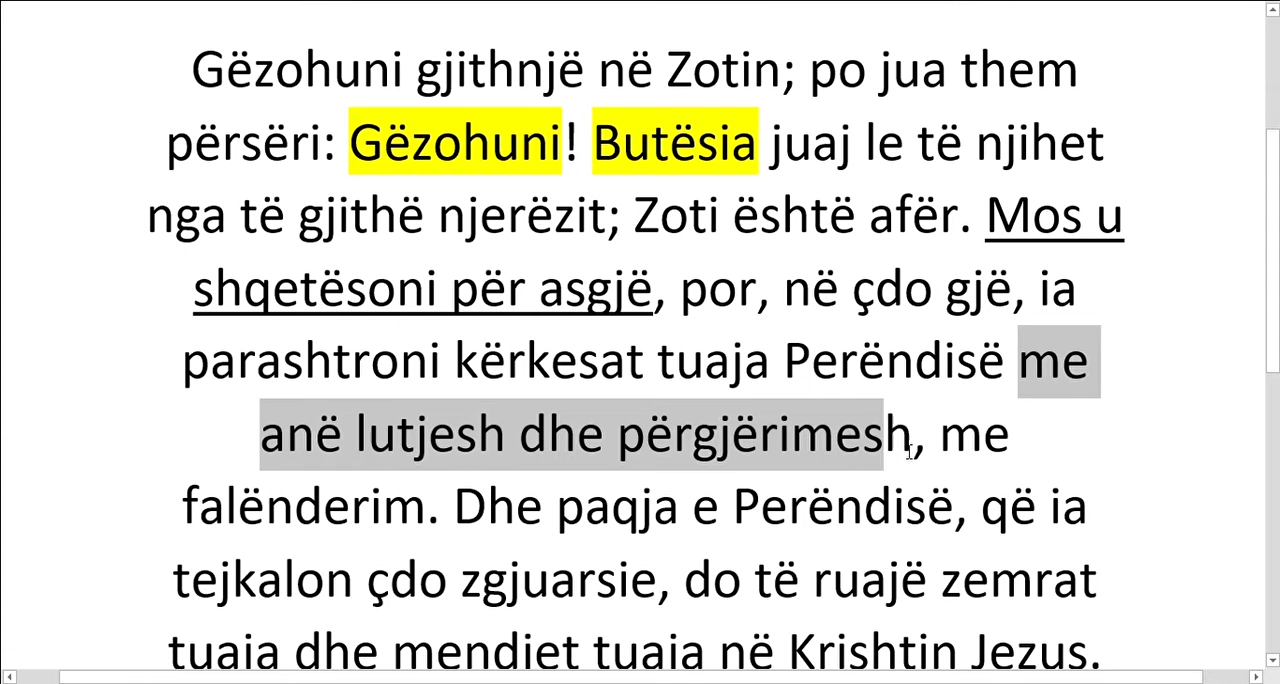 Gëzohuni gjithnjë në Zotin; po jua them
përsëri: Gëzohuni! Butësia juaj le të njihet
nga të gjithë njerëzit; Zoti është afër. Mos u
shqetësoni për asgjë, por, në çdo gjë, ia
parashtroni kërkesat tuaja Perëndisë me
anë lutjesh dhe përgjërimesh, me
falënderim. Dhe paqja e Perëndisë, që ia
tejkalon çdo zgjuarsie, do të ruajë zemrat
tuaja dhe mendjet tuaja në Krishtin Jezus.